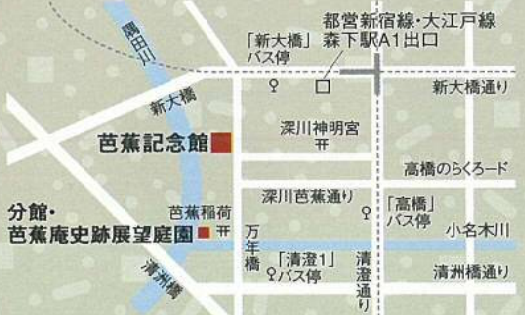 都営新宿線・大江戸線
森下駅A1出口
「新大橋」
バス停
隅田川
新大橋
新大橋通り
芭蕉記念館
深川神明宮
高橋のらくロード
深川芭蕉通り
「高橋」
バス停
分館・
芭蕉庵史跡展望庭園
芭蕉稲荷
小名木川
万年橋
「清澄1」
バス停
清澄通り
清洲橋
清洲橋通り